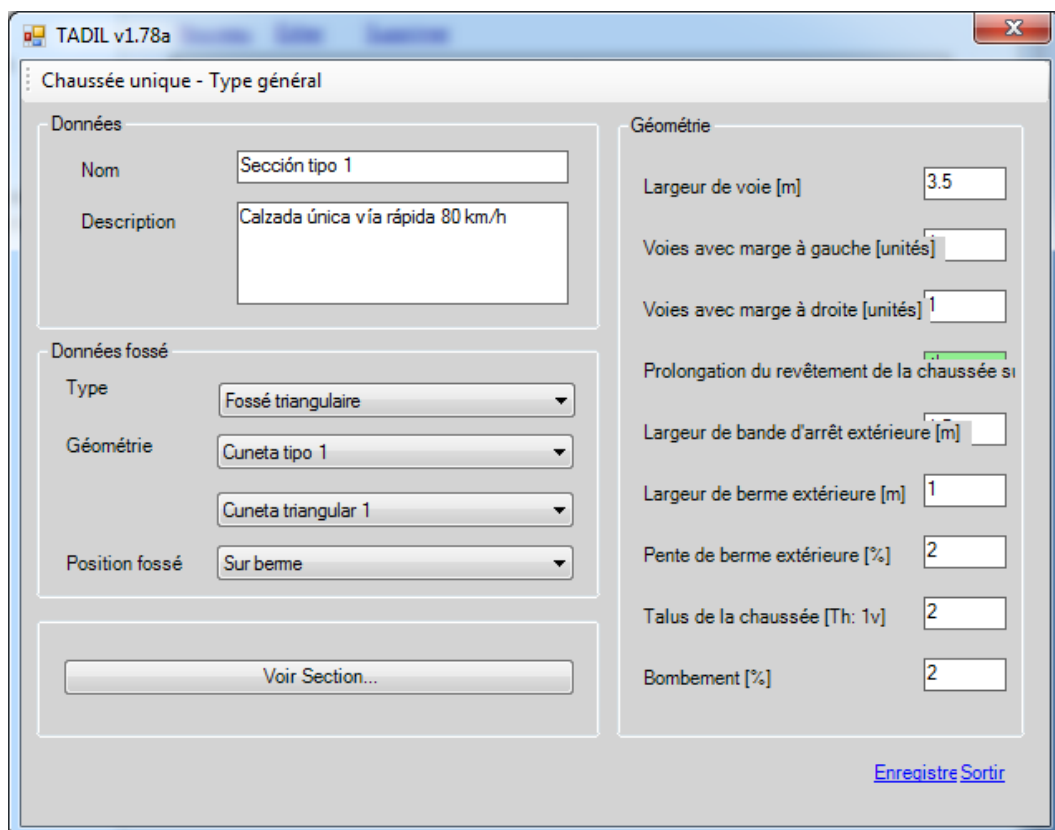 TADIL v1.78a
Chaussée unique - Type général
Données
Nom
Sección tipo 1
Description
Calzada única vía rápida 80 km/h
Données fossé
Type
Fossé triangulaire
Géométrie
Cuneta tipo 1
Cuneta triangular 1
Position fossé
Sur berme
Voir Section...
Géométrie
Largeur de voie [m]
3.5
Voies avec marge à gauche [unités]
Voies avec marge à droite [unités]
1
Prolongation du revêtement de la chaussée su
Largeur de bande d'arrêt extérieure [m]
Largeur de berme extérieure [m]
1
Pente de berme extérieure [%]
2
Talus de la chaussée [Th: 1v]
2
Bombement [%]
2
Enregistre Sortir